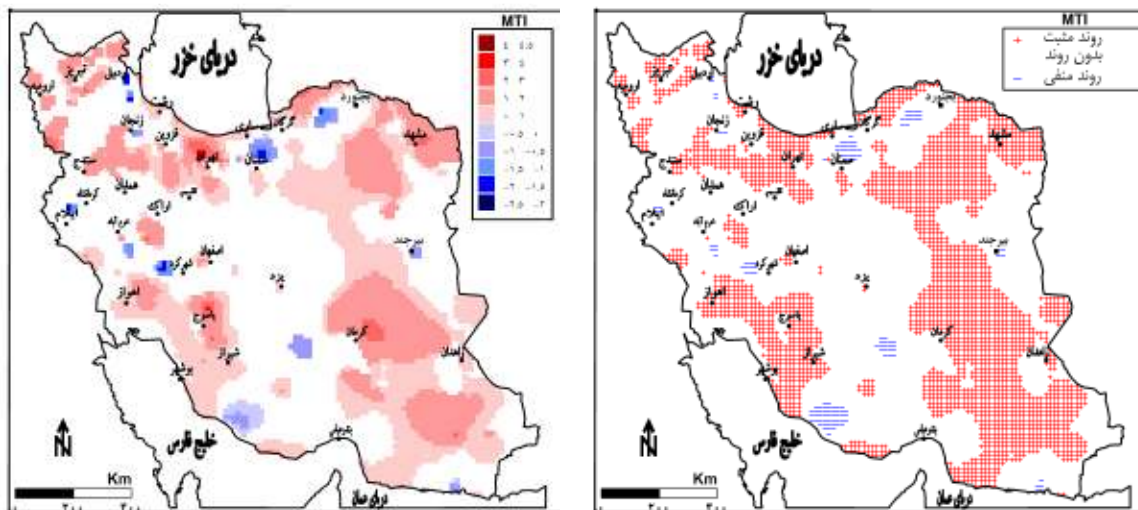 MTI
دریای خزر
تبریز
ارومیه
اردبیل
رشت
زنجان
قزوین
گرگان
ساری
بجنورد
مشهد
سنندج
تهران
سمنان
همدان
قم
کرمانشاه
ایلام
اراک
خرم آباد
اصفهان
شهرکرد
بیرجند
یزد
اهواز
یاسوج
کرمان
شیراز
زاهدان
بوشهر
خلیج فارس
بندرعباس
N
Km
دریای عمان
MTI
روند مثبت
بدون روند
روند منفی
دریای خزر
تبریز
ارومیه
اردبیل
رشت
زنجان
قزوین
گرگان
ساری
بجنورد
مشهد
سنندج
تهران
سمنان
همدان
قم
کرمانشاه
ایلام
اراک
اصفهان
شهرکرد
بیرجند
یزد
اهواز
یاسوج
کرمان
شیراز
زاهدان
بوشهر
خلیج فارس
N
Km
دریای عمان